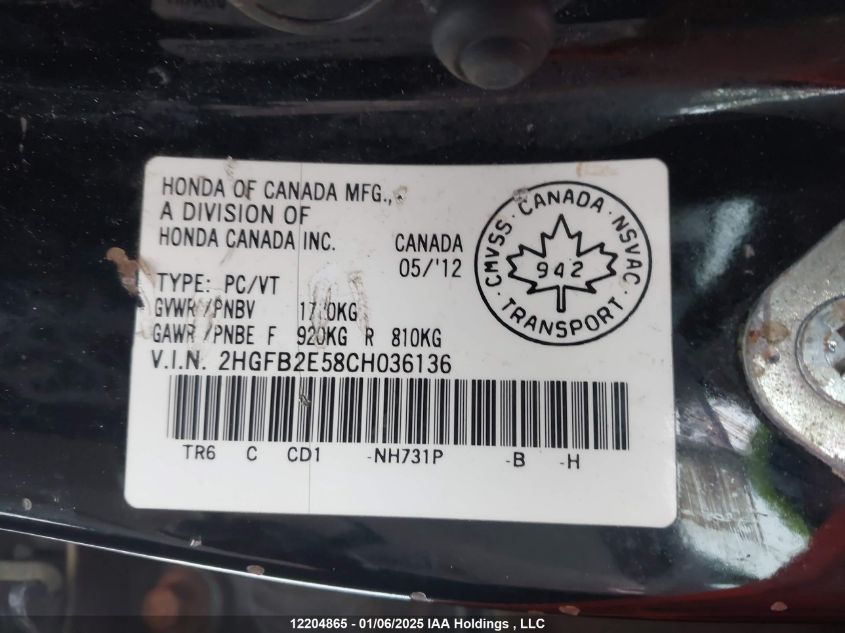 HONDA OF CANADA MFG.,
A DIVISION OF
HONDA CANADA INC.
CANADA
05/'12
TYPE: PC/VT
GVWR/PNBV
GAWR/PNBE F 920KG R 810KG
V.I.N. 2HGFB2E58CH036136
TR6 C CD1 -NH731P -B -H
CMVSS · CANADA · NSVAC
942
· TRANSPORT ·
12204865 - 01/06/2025 IAA Holdings, LLC